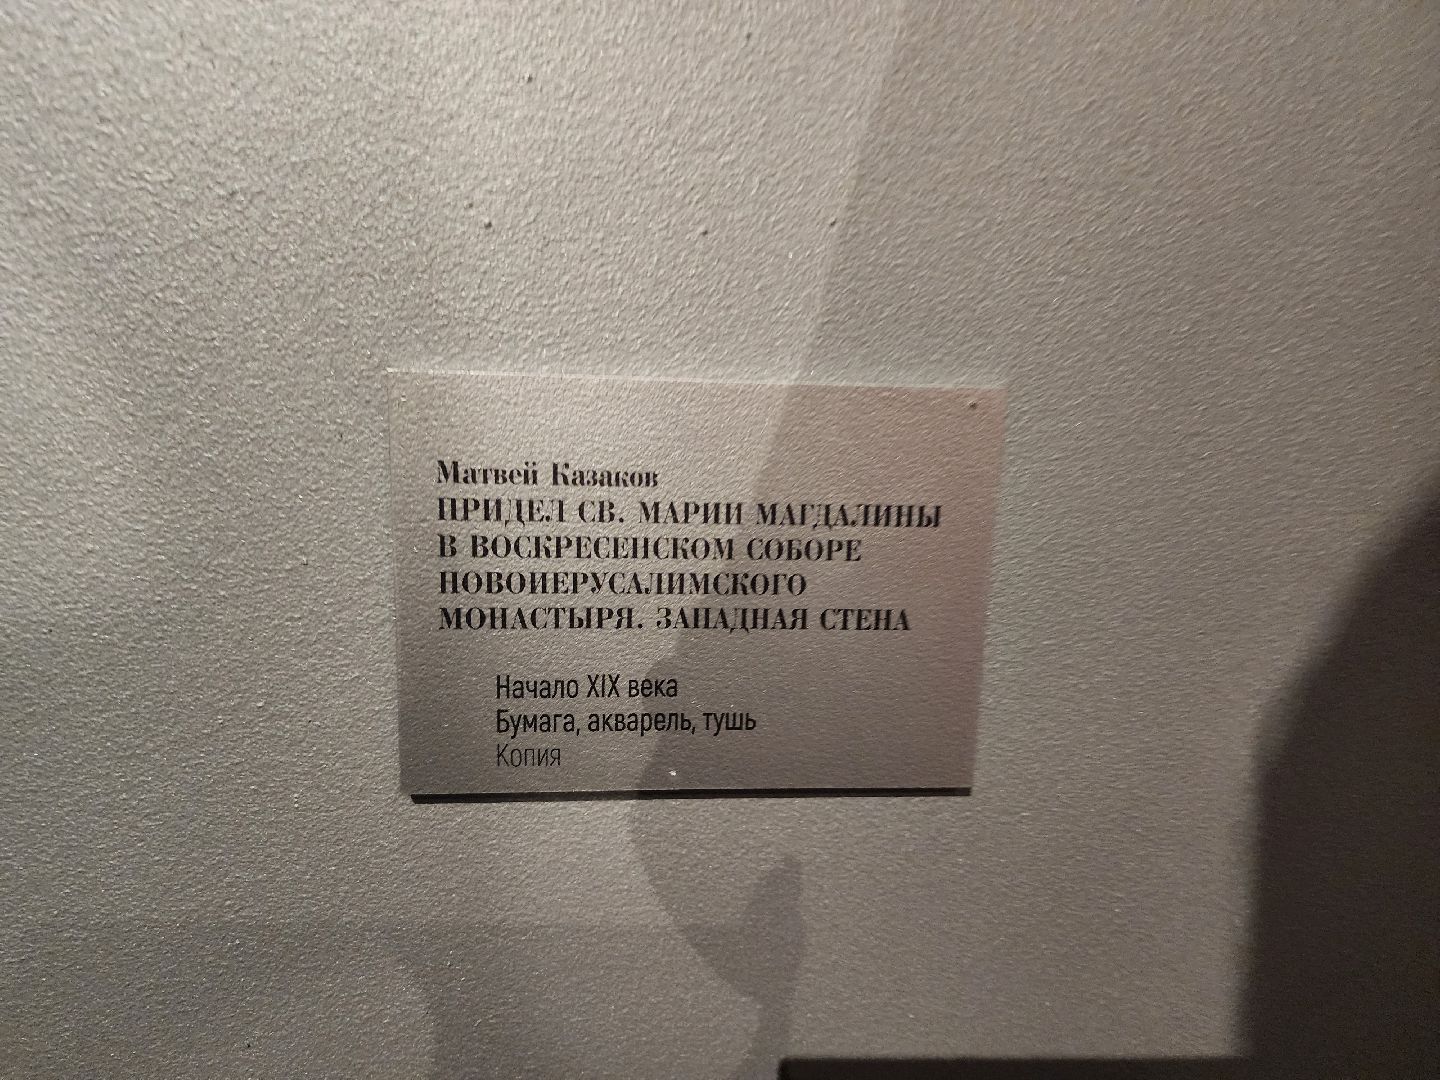 Матвей Казаков
ПРИДЕЛ СВ. МАРИИ МАГДАЛИНЫ
В ВОСКРЕСЕНСКОМ СОБОРЕ
НОВОИЕРУСАЛИМСКОГО
МОНАСТЫРЯ. ЗАПАДНАЯ СТЕНА
Начало XIX века
Бумага, акварель, тушь
Копия